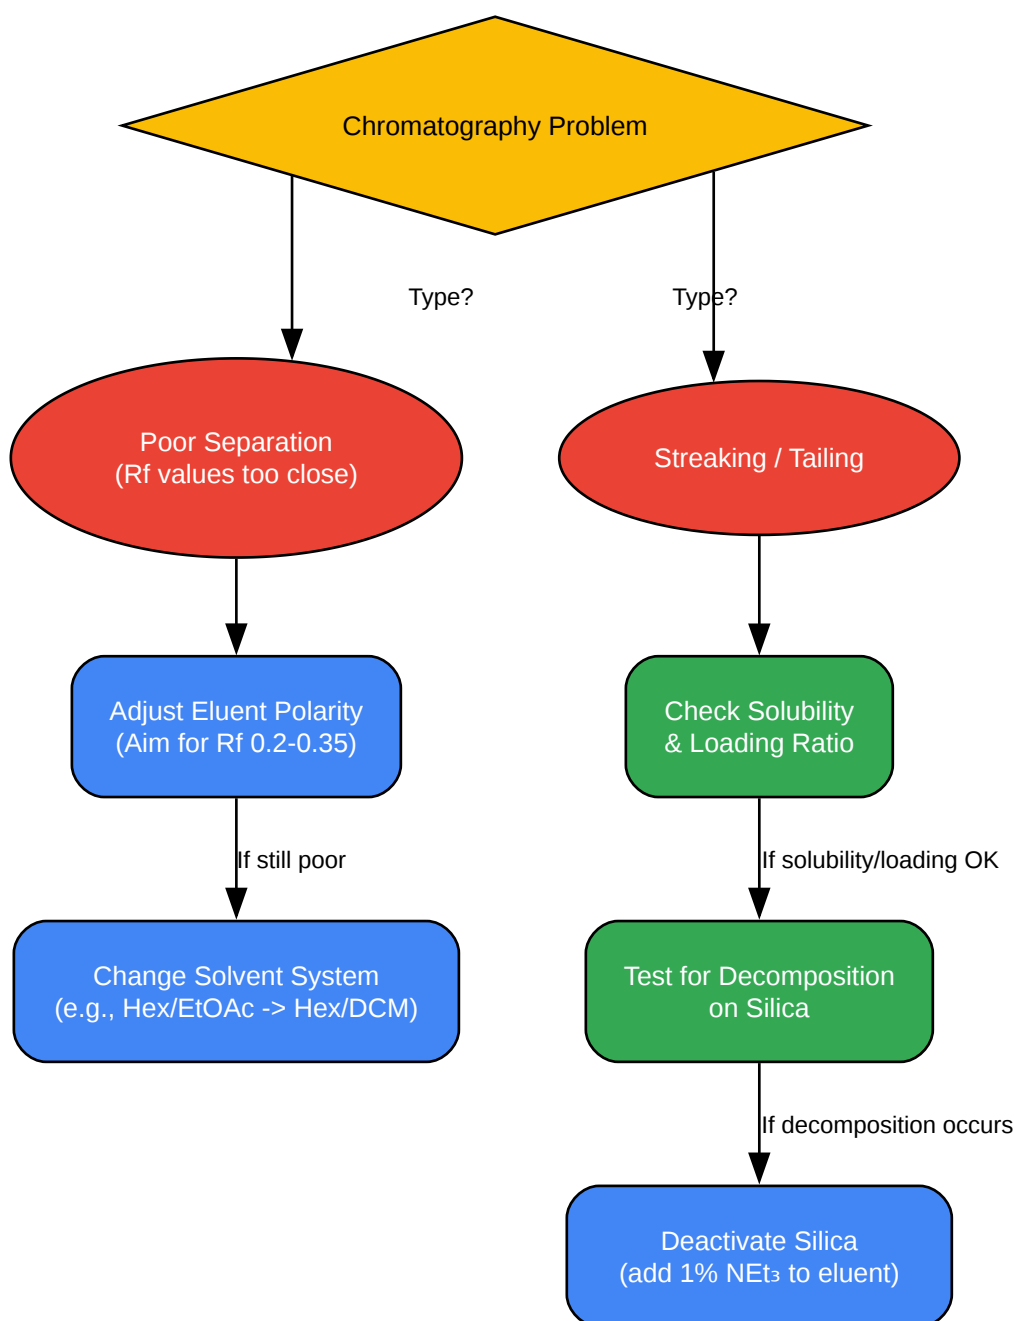 Chromatography Problem
Type?
Type?
Poor Separation
(Rf values too close)
Streaking / Tailing
Adjust Eluent Polarity
(Aim for Rf 0.2-0.35)
Check Solubility
& Loading Ratio
If still poor
If solubility/loading OK
Change Solvent System
(e.g., Hex/EtOAc -> Hex/DCM)
Test for Decomposition
on Silica
If decomposition occurs
Deactivate Silica
(add 1% NEt₃ to eluent)